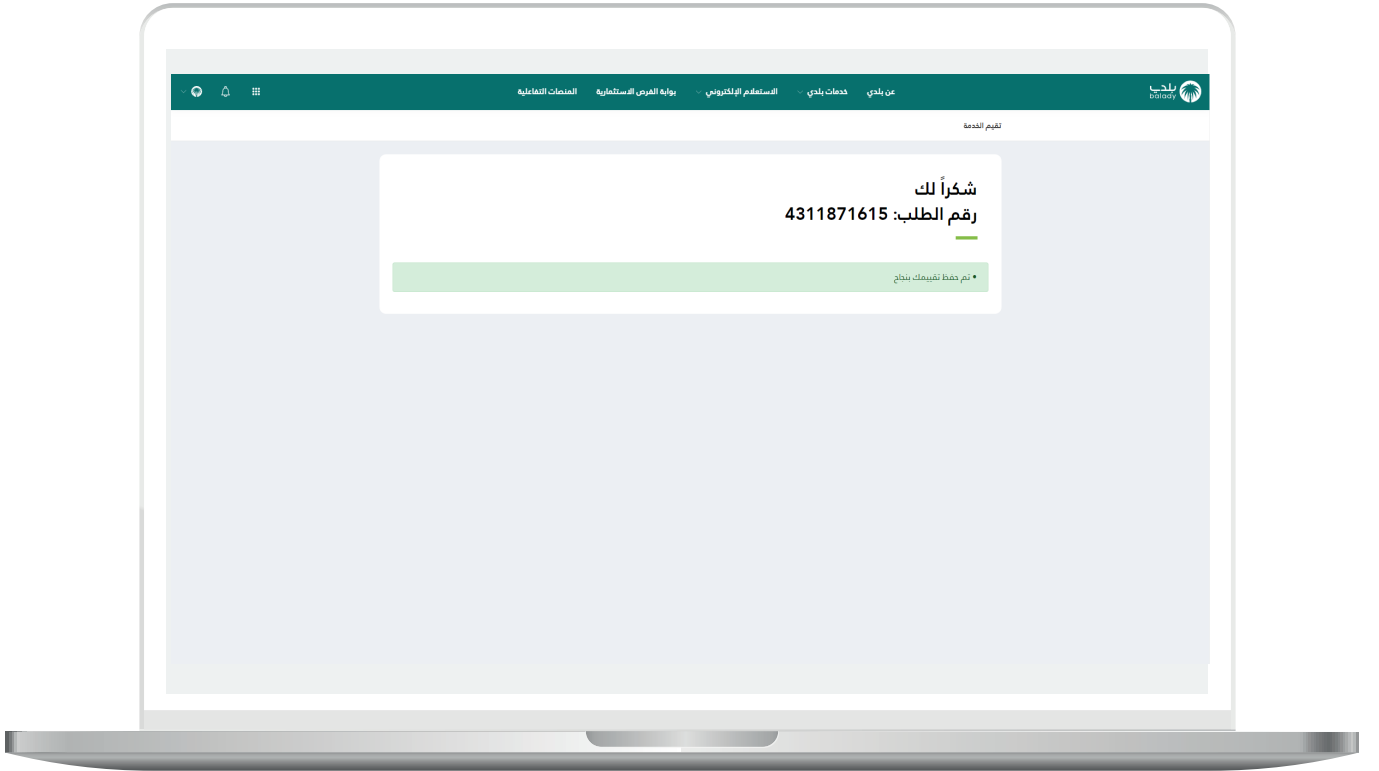 بلدي
balady
عن بلدي خدمات بلدي الاستعلام الإلكتروني بوابة الفرص الاستثمارية المنصات التفاعلية
تقيم الخدمة
شكراً لك
رقم الطلب: 4311871615
• تم حفظ تقييمك بنجاح